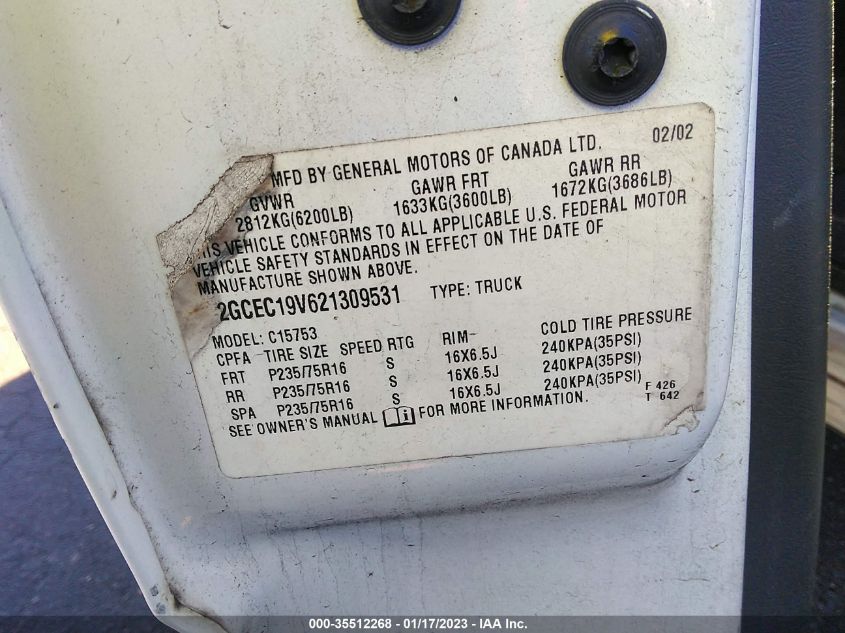 MFD BY GENERAL MOTORS OF CANADA LTD. 02/02
GVWR GAWR FRT GAWR RR
2812KG(6200LB) 1633KG(3600LB) 1672KG(3686LB)
THIS VEHICLE CONFORMS TO ALL APPLICABLE U.S. FEDERAL MOTOR
VEHICLE SAFETY STANDARDS IN EFFECT ON THE DATE OF
MANUFACTURE SHOWN ABOVE.
2GCEC19V621309531 TYPE: TRUCK
MODEL: C15753
CPFA TIRE SIZE SPEED RTG RIM COLD TIRE PRESSURE
FRT P235/75R16 S 16X6.5J 240KPA(35PSI)
RR P235/75R16 S 16X6.5J 240KPA(35PSI)
SPA P235/75R16 S 16X6.5J 240KPA(35PSI)
SEE OWNER'S MANUAL FOR MORE INFORMATION.
F 426
T 642
000-35512268 - 01/17/2023 - IAA Inc.